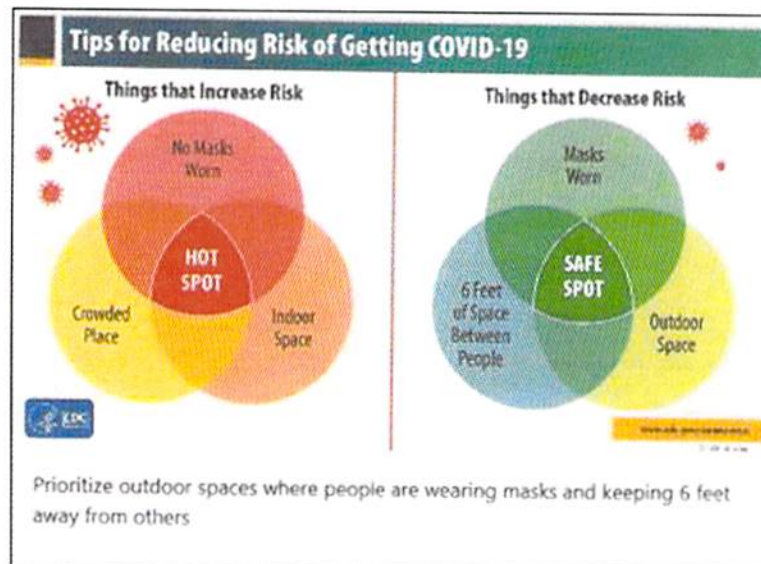 Tips for Reducing Risk of Getting COVID-19
Things that Increase Risk
No Masks
Worn
HOT
SPOT
Crowded
Place
Indoor
Space
CDC
Things that Decrease Risk
Masks
Worn
SAFE
SPOT
6 Feet
of Space
Between
People
Outdoor
Space
Prioritize outdoor spaces where people are wearing masks and keeping 6 feet
away from others